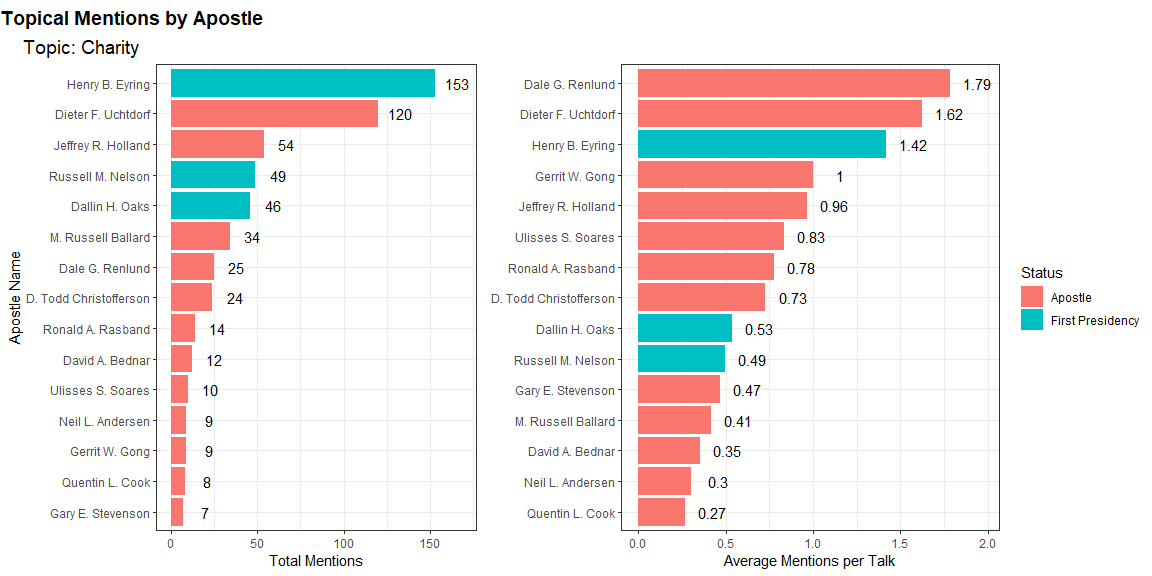 Topical Mentions by Apostle
Topic: Charity
Apostle Name
Henry B. Eyring 153
Dieter F. Uchtdorf 120
Jeffrey R. Holland 54
Russell M. Nelson 49
Dallin H. Oaks 46
M. Russell Ballard 34
Dale G. Renlund 25
D. Todd Christofferson 24
Ronald A. Rasband 14
David A. Bednar 12
Ulisses S. Soares 10
Neil L. Andersen 9
Gerrit W. Gong 9
Quentin L. Cook 8
Gary E. Stevenson 7
0 50 100 150
Total Mentions
Dale G. Renlund 1.79
Dieter F. Uchtdorf 1.62
Henry B. Eyring 1.42
Gerrit W. Gong 1
Jeffrey R. Holland 0.96
Ulisses S. Soares 0.83
Ronald A. Rasband 0.78
D. Todd Christofferson 0.73
Dallin H. Oaks 0.53
Russell M. Nelson 0.49
Gary E. Stevenson 0.47
M. Russell Ballard 0.41
David A. Bednar 0.35
Neil L. Andersen 0.3
Quentin L. Cook 0.27
0.0 0.5 1.0 1.5 2.0
Average Mentions per Talk
Status
Apostle
First Presidency